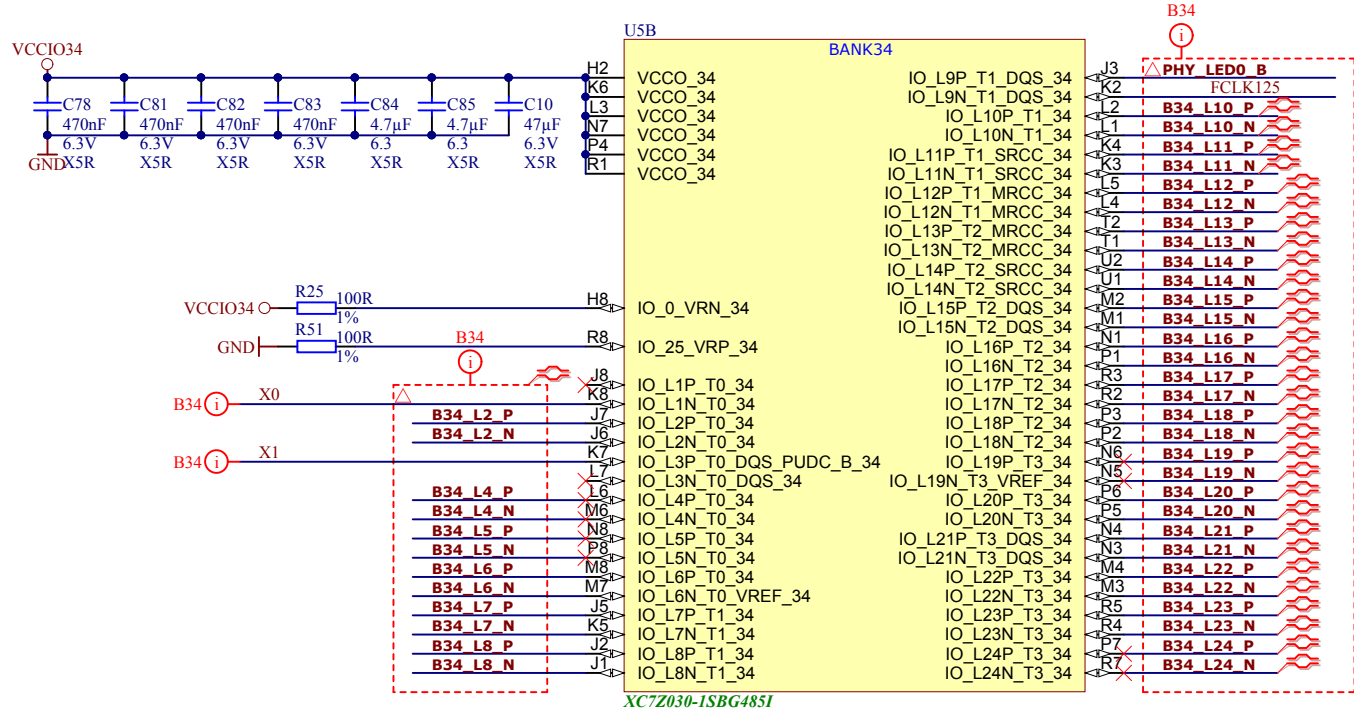 B34
U5B
BANK34
VCCIO34
C78 C81 C82 C83 C84 C85 C10
470nF 470nF 470nF 470nF 4.7µF 4.7µF 47µF
6.3V 6.3V 6.3V 6.3V 6.3 6.3 6.3V
GND X5R X5R X5R X5R X5R X5R X5R
H2 VCCO_34
K6 VCCO_34
L3 VCCO_34
N7 VCCO_34
P4 VCCO_34
R1 VCCO_34
R25 100R
VCCIO34 1% H8 IO_0_VRN_34
R51 100R
GND 1% R8 IO_25_VRP_34
B34
J8 IO_L1P_T0_34
B34 X0 K8 IO_L1N_T0_34
B34_L2_P J7 IO_L2P_T0_34
B34_L2_N J6 IO_L2N_T0_34
B34 X1 K7 IO_L3P_T0_DQS_PUDC_B_34
L7 IO_L3N_T0_DQS_34
B34_L4_P L6 IO_L4P_T0_34
B34_L4_N M6 IO_L4N_T0_34
B34_L5_P N8 IO_L5P_T0_34
B34_L5_N P8 IO_L5N_T0_34
B34_L6_P M8 IO_L6P_T0_34
B34_L6_N M7 IO_L6N_T0_VREF_34
B34_L7_P J5 IO_L7P_T1_34
B34_L7_N K5 IO_L7N_T1_34
B34_L8_P J2 IO_L8P_T1_34
B34_L8_N J1 IO_L8N_T1_34
IO_L9P_T1_DQS_34 J3 PHY_LED0_B
IO_L9N_T1_DQS_34 K2 FCLK125
IO_L10P_T1_34 L2 B34_L10_P
IO_L10N_T1_34 L1 B34_L10_N
IO_L11P_T1_SRCC_34 K4 B34_L11_P
IO_L11N_T1_SRCC_34 K3 B34_L11_N
IO_L12P_T1_MRCC_34 L5 B34_L12_P
IO_L12N_T1_MRCC_34 L4 B34_L12_N
IO_L13P_T2_MRCC_34 T2 B34_L13_P
IO_L13N_T2_MRCC_34 T1 B34_L13_N
IO_L14P_T2_SRCC_34 U2 B34_L14_P
IO_L14N_T2_SRCC_34 U1 B34_L14_N
IO_L15P_T2_DQS_34 M2 B34_L15_P
IO_L15N_T2_DQS_34 M1 B34_L15_N
IO_L16P_T2_34 N1 B34_L16_P
IO_L16N_T2_34 P1 B34_L16_N
IO_L17P_T2_34 R3 B34_L17_P
IO_L17N_T2_34 R2 B34_L17_N
IO_L18P_T2_34 P3 B34_L18_P
IO_L18N_T2_34 P2 B34_L18_N
IO_L19P_T3_34 N6 B34_L19_P
IO_L19N_T3_VREF_34 N5 B34_L19_N
IO_L20P_T3_34 P6 B34_L20_P
IO_L20N_T3_34 P5 B34_L20_N
IO_L21P_T3_DQS_34 N4 B34_L21_P
IO_L21N_T3_DQS_34 N3 B34_L21_N
IO_L22P_T3_34 M4 B34_L22_P
IO_L22N_T3_34 M3 B34_L22_N
IO_L23P_T3_34 R5 B34_L23_P
IO_L23N_T3_34 R4 B34_L23_N
IO_L24P_T3_34 P7 B34_L24_P
IO_L24N_T3_34 R7 B34_L24_N
XC7Z030-1SBG485I